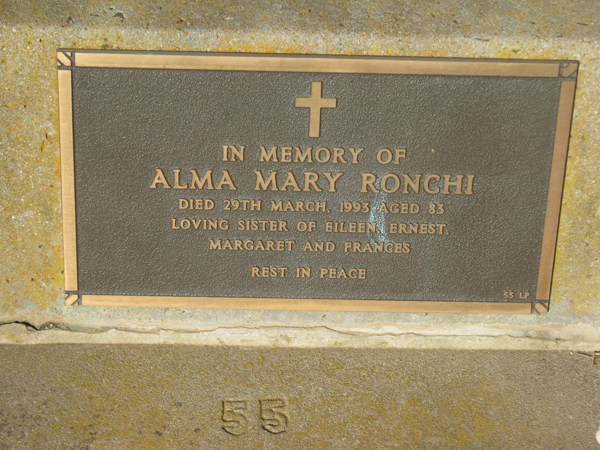 IN MEMORY OF
ALMA MARY RONCHI
DIED 29TH MARCH, 1993 AGED 83
LOVING SISTER OF EILEEN, ERNEST,
MARGARET AND FRANCES
REST IN PEACE
55 LP
55